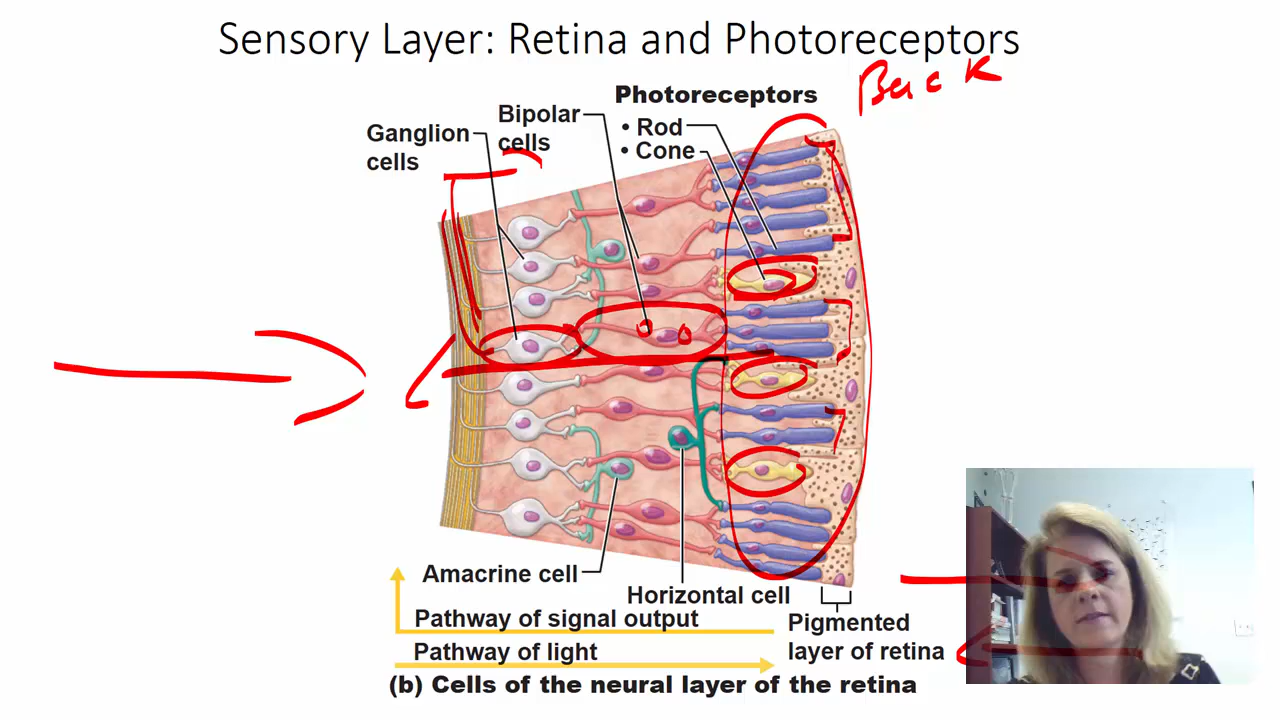 Sensory Layer: Retina and Photoreceptors
Back
Photoreceptors
• Rod
• Cone
Bipolar
cells
Ganglion
cells
Amacrine cell
Horizontal cell
Pathway of signal output
Pigmented
layer of retina
Pathway of light
(b) Cells of the neural layer of the retina